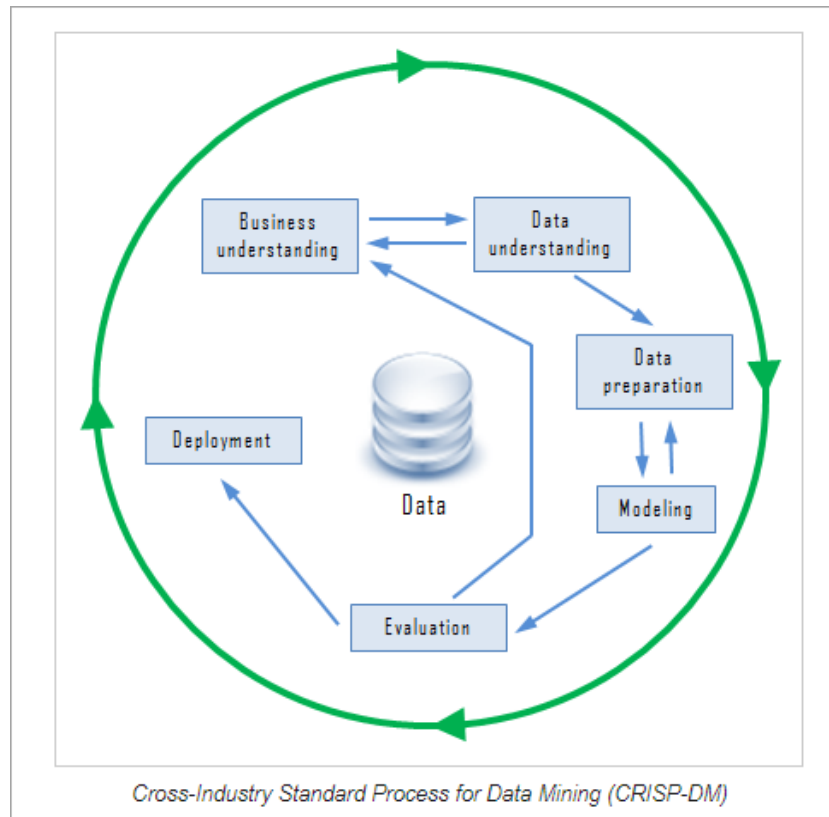 Business
understanding
Data
understanding
Data
preparation
Modeling
Evaluation
Deployment
Data
Cross-Industry Standard Process for Data Mining (CRISP-DM)